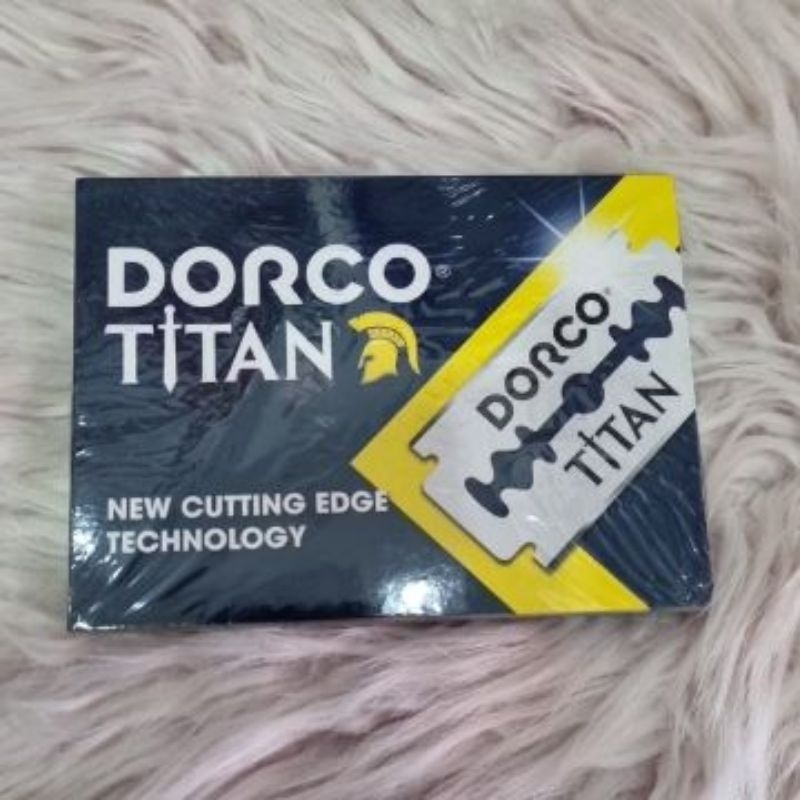 DORCO®
TITAN
DORCO®
TITAN
NEW CUTTING EDGE
TECHNOLOGY